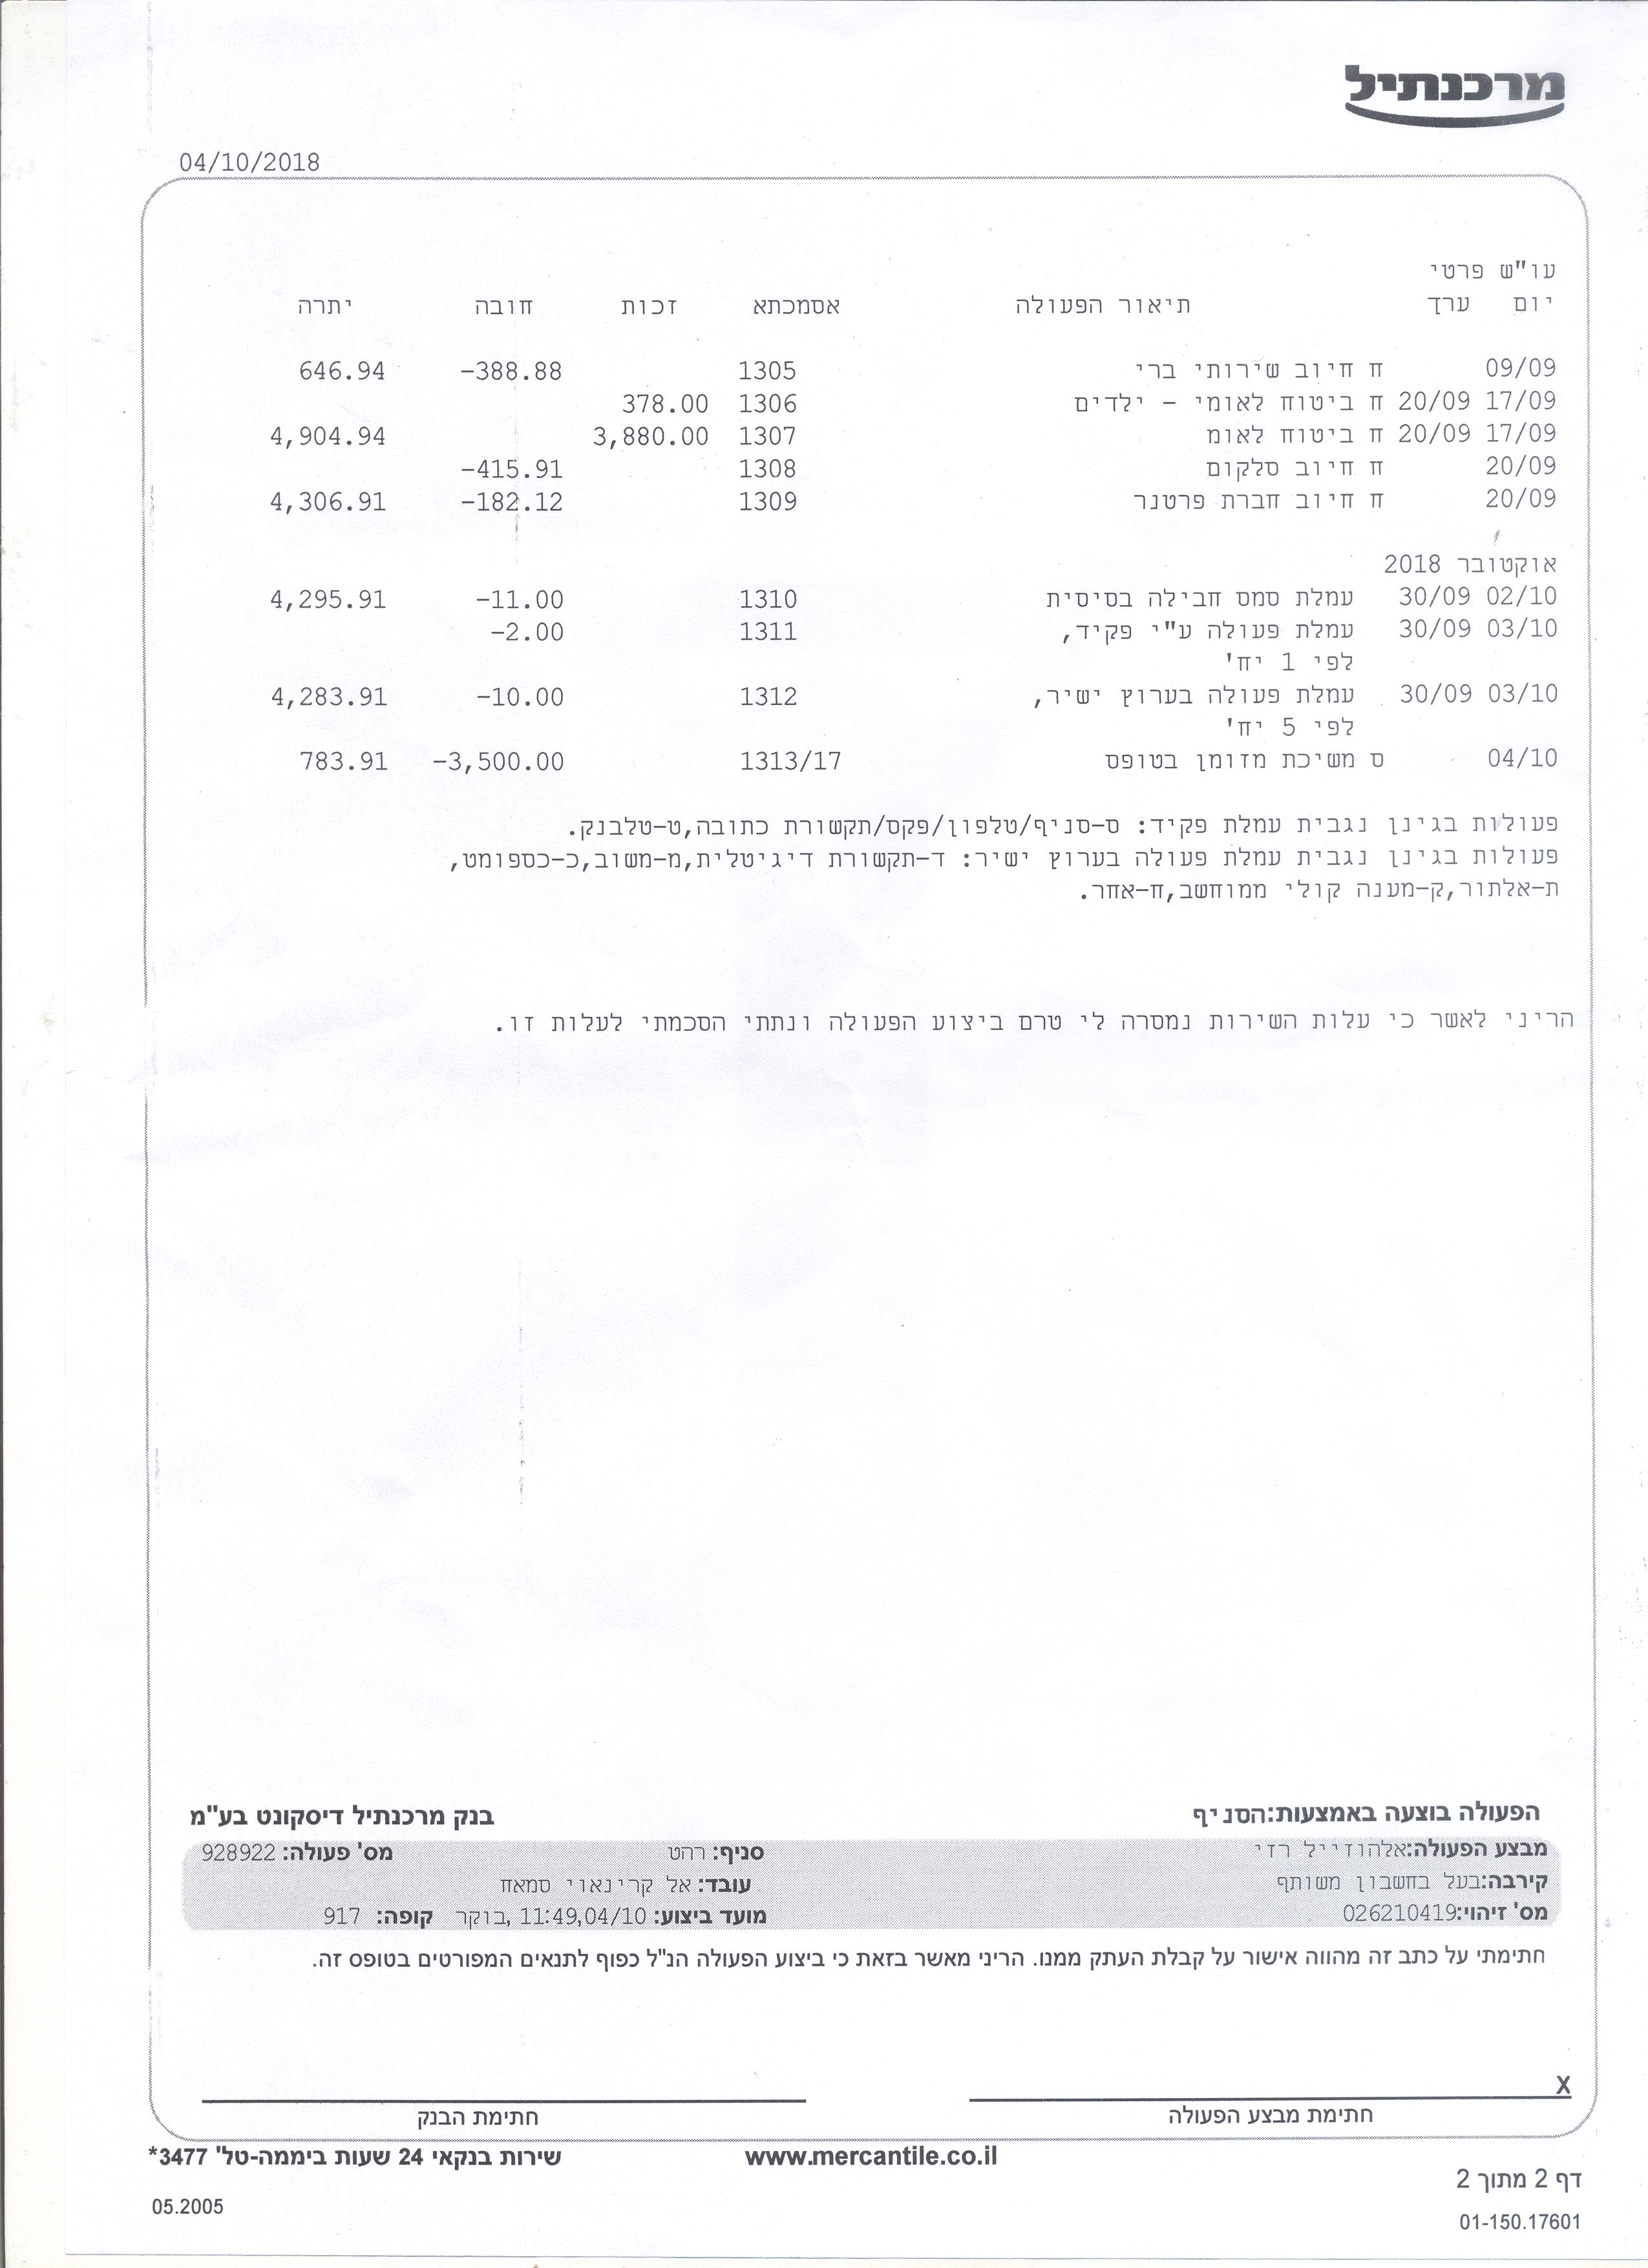 מרכנתיל
04/10/2018
עו"ש פרטי
יום ערך תיאור הפעולה אסמכתא זכות חובה יתרה
09/09 ח חיוב שירותי ברי 1305 -388.88 646.94
17/09 20/09 ח ביטוח לאומי - ילדים 1306 378.00
17/09 20/09 ח ביטוח לאומ 1307 3,880.00 4,904.94
20/09 ח חיוב סלקום 1308 -415.91
20/09 ח חיוב חברת פרטנר 1309 -182.12 4,306.91
אוקטובר 2018
02/10 30/09 עמלת סמס חבילה בסיסית 1310 -11.00 4,295.91
03/10 30/09 עמלת פעולה ע"י פקיד, 1311 -2.00
לפי 1 יח'
03/10 30/09 עמלת פעולה בערוץ ישיר, 1312 -10.00 4,283.91
לפי 5 יח'
04/10 ס משיכת מזומן בטופס 1313/17 -3,500.00 783.91
פעולות בגינן נגבית עמלת פקיד: ס-סניף/טלפון/פקס/תקשורת כתובה,ט-טלבנק.
פעולות בגינן נגבית עמלת פעולה בערוץ ישיר: ד-תקשורת דיגיטלית,מ-משוב,כ-כספומט,
ת-אלתור,ק-מענה קולי ממוחשב,ח-אחר.
הריני לאשר כי עלות השירות נמסרה לי טרם ביצוע הפעולה ונתתי הסכמתי לעלות זו.
הפעולה בוצעה באמצעות:הסניף בנק מרכנתיל דיסקונט בע"מ
מבצע הפעולה:אלהוזייל רזי סניף: רהט מס' פעולה: 928922
קירבה:בעל בחשבון משותף עובד: אל קרינאוי סמאח
מס' זיהוי:026210419 מועד ביצוע: 11:49,04/10 ,בוקר קופה: 917
חתימתי על כתב זה מהווה אישור על קבלת העתק ממנו. הריני מאשר בזאת כי ביצוע הפעולה הנ"ל כפוף לתנאים המפורטים בטופס זה.
X
חתימת מבצע הפעולה חתימת הבנק
www.mercantile.co.il שירות בנקאי 24 שעות ביממה-טל' 3477*
דף 2 מתוך 2
05.2005
01-150.17601